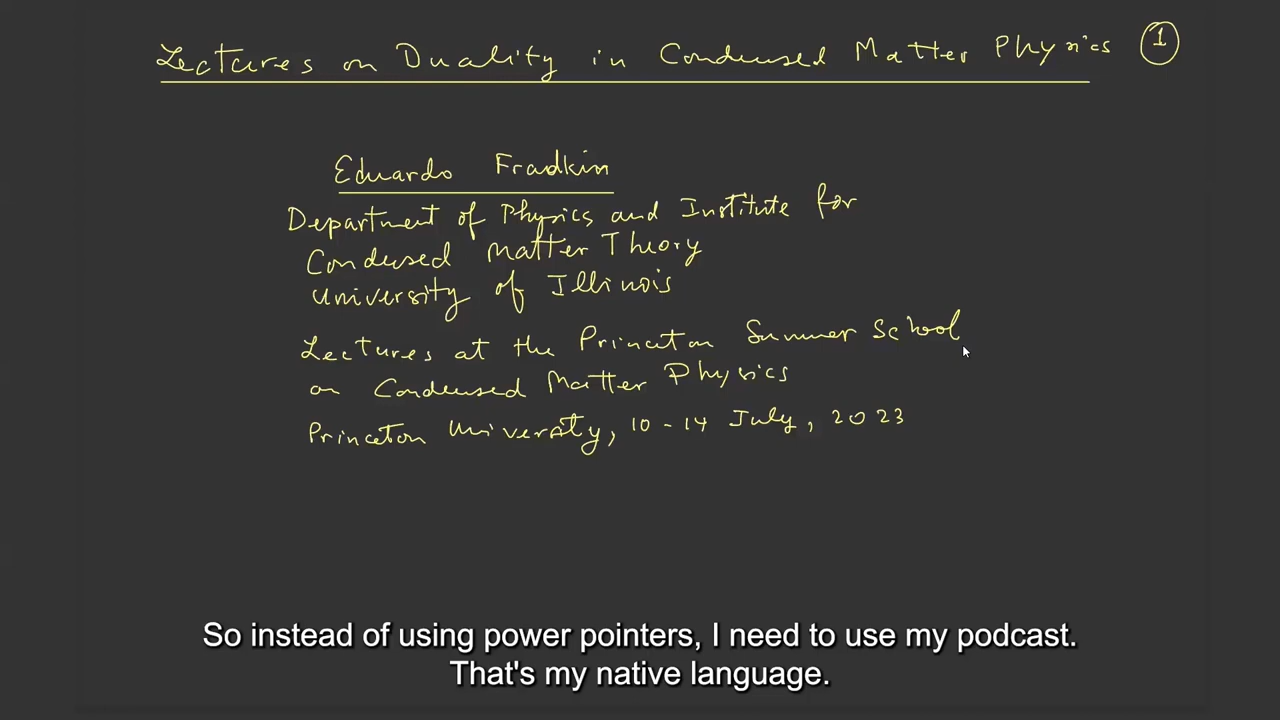 Lectures on Duality in Condensed Matter Physics 1
Eduardo Fradkin
Department of Physics and Institute for
Condensed Matter Theory
University of Illinois
Lectures at the Princeton Summer School
on Condensed Matter Physics
Princeton University, 10-14 July, 2023
So instead of using power pointers, I need to use my podcast.
That's my native language.